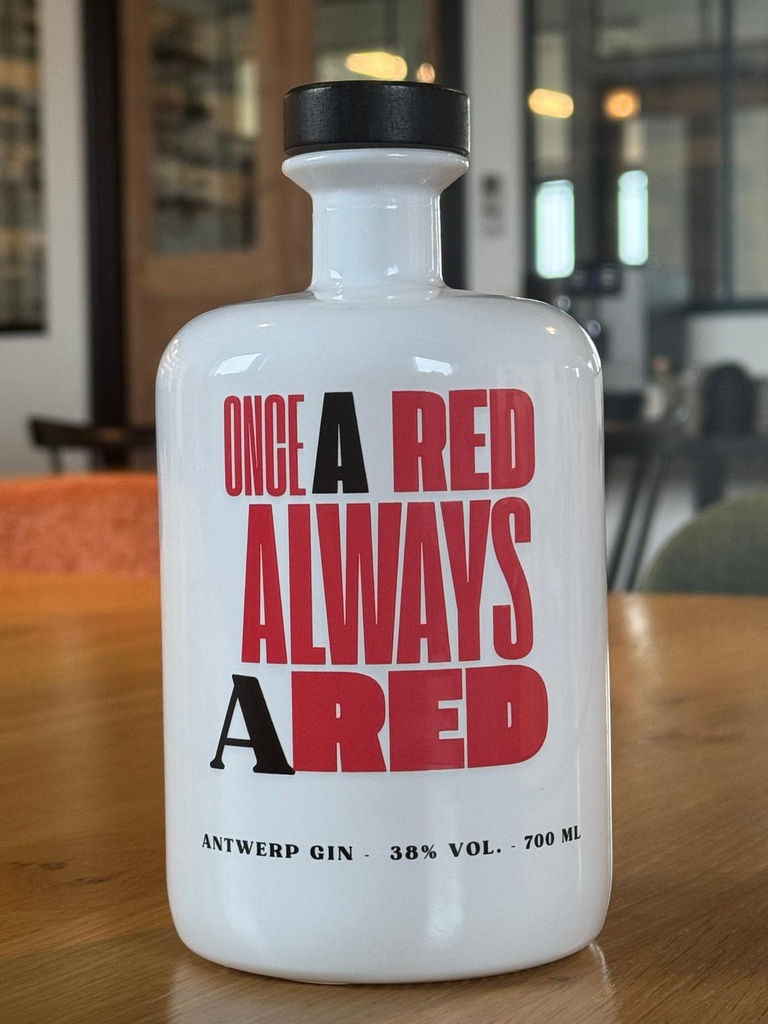 ONCE A RED
ALWAYS
A RED
ANTWERP GIN - 38% VOL. - 700 ML